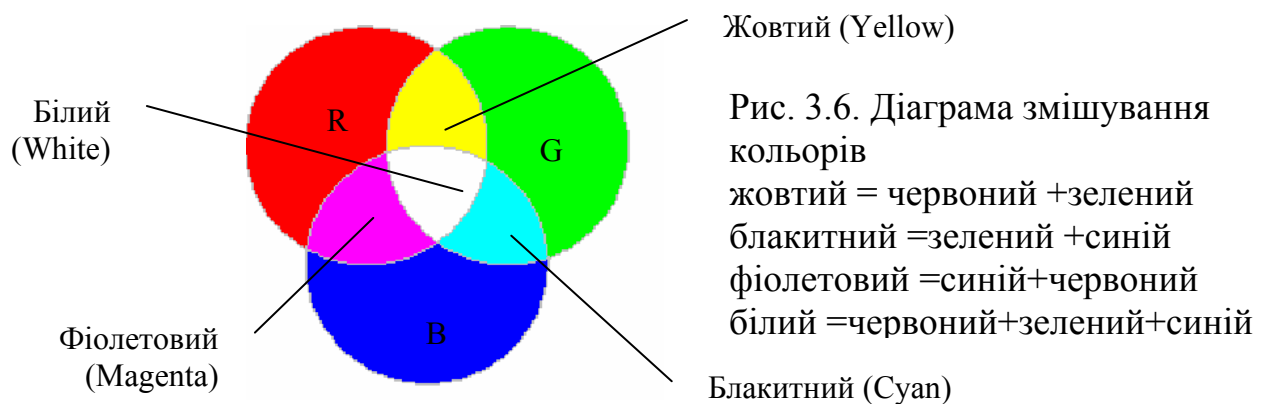 Жовтий (Yellow)
Білий
(White)
R
G
B
Рис. 3.6. Діаграма змішування
кольорів
жовтий = червоний +зелений
блакитний =зелений +синій
фіолетовий =синій+червоний
білий =червоний+зелений+синій
Фіолетовий
(Magenta)
Блакитний (Cyan)